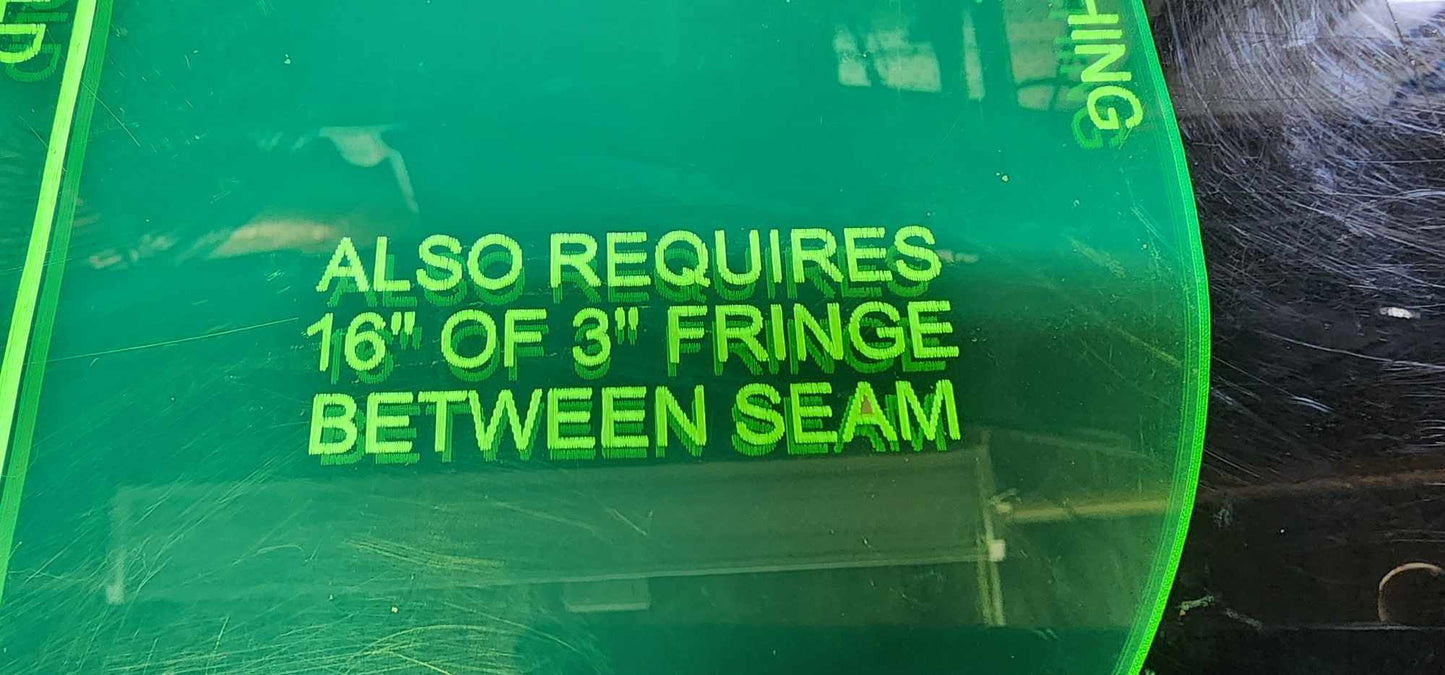 ALSO REQUIRES
16" OF 3" FRINGE
BETWEEN SEAM